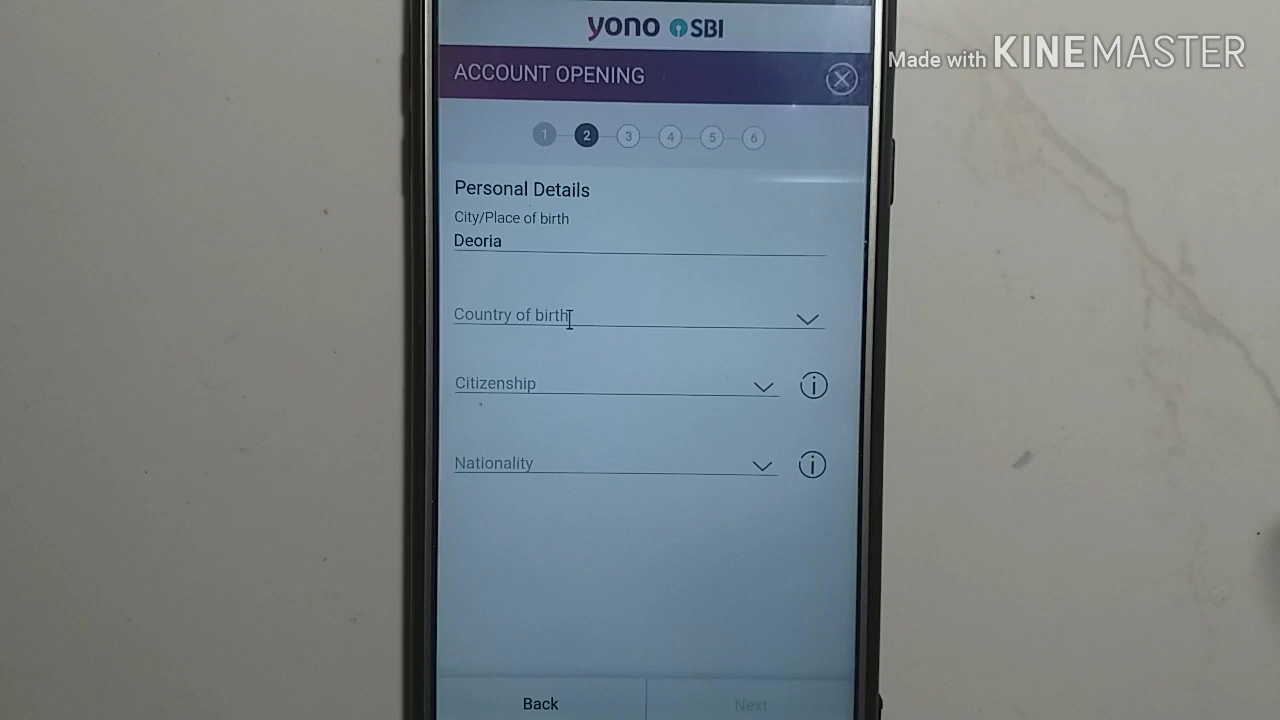 yono SBI
Made with KINEMASTER
ACCOUNT OPENING
1 2 3 4 5 6
Personal Details
City/Place of birth
Deoria
Country of birth
Citizenship
Nationality
Back Next